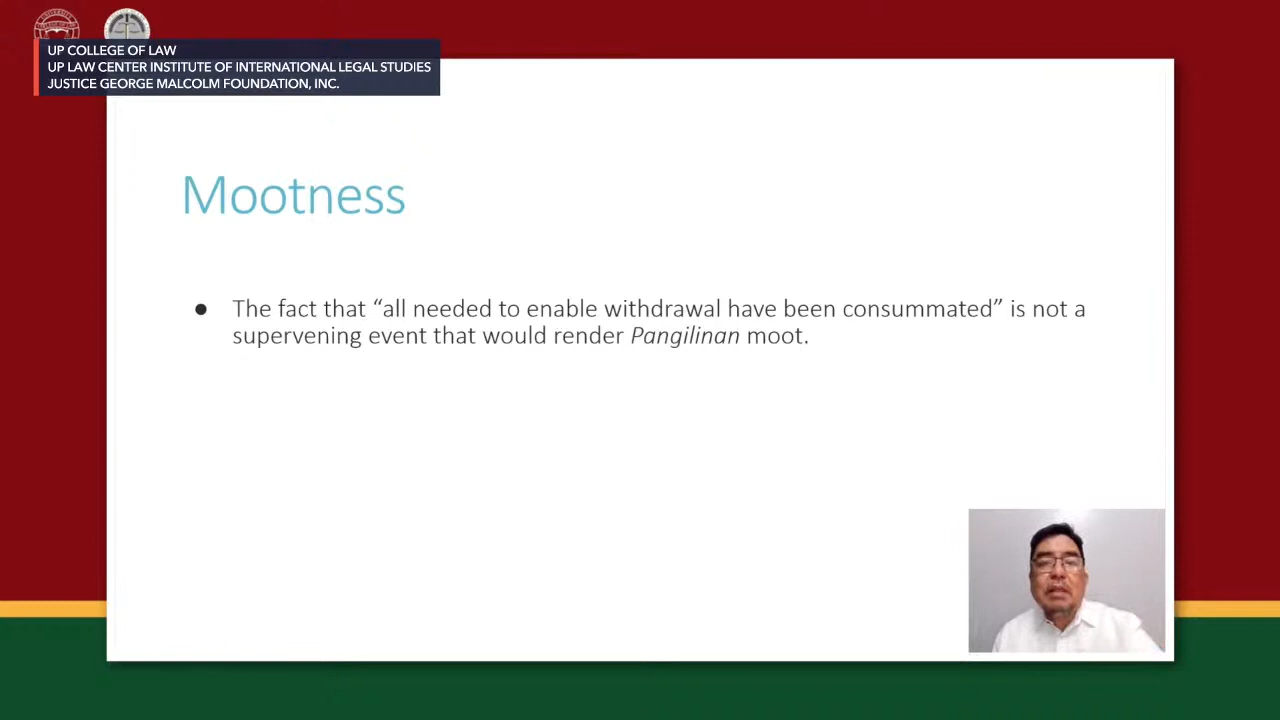 UP COLLEGE OF LAW
UP LAW CENTER INSTITUTE OF INTERNATIONAL LEGAL STUDIES
JUSTICE GEORGE MALCOLM FOUNDATION, INC.
Mootness
● The fact that “all needed to enable withdrawal have been consummated” is not a
supervening event that would render Pangilinan moot.